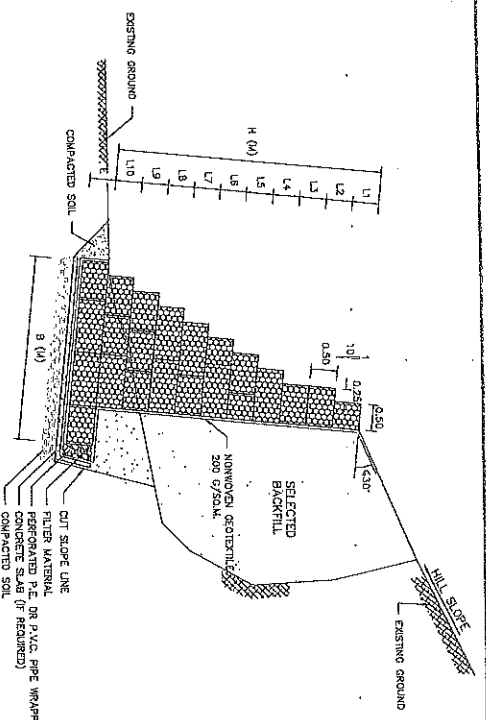 EXISTING GROUND
COMPACTED SOIL
H (M)
L10
L9
L8
L7
L6
L5
L4
L3
L2
L1
B (M)
10
1
0.50
0.25
0.50
≤30°
NONWOVEN GEOTEXTILE
200 G/SQ.M.
SELECTED
BACKFILL
HILL SLOPE
EXISTING GROUND
CUT SLOPE LINE
FILTER MATERIAL
PERFORATED P.E. OR P.V.C. PIPE WRAPP
CONCRETE SLAB (IF REQUIRED)
COMPACTED SOIL